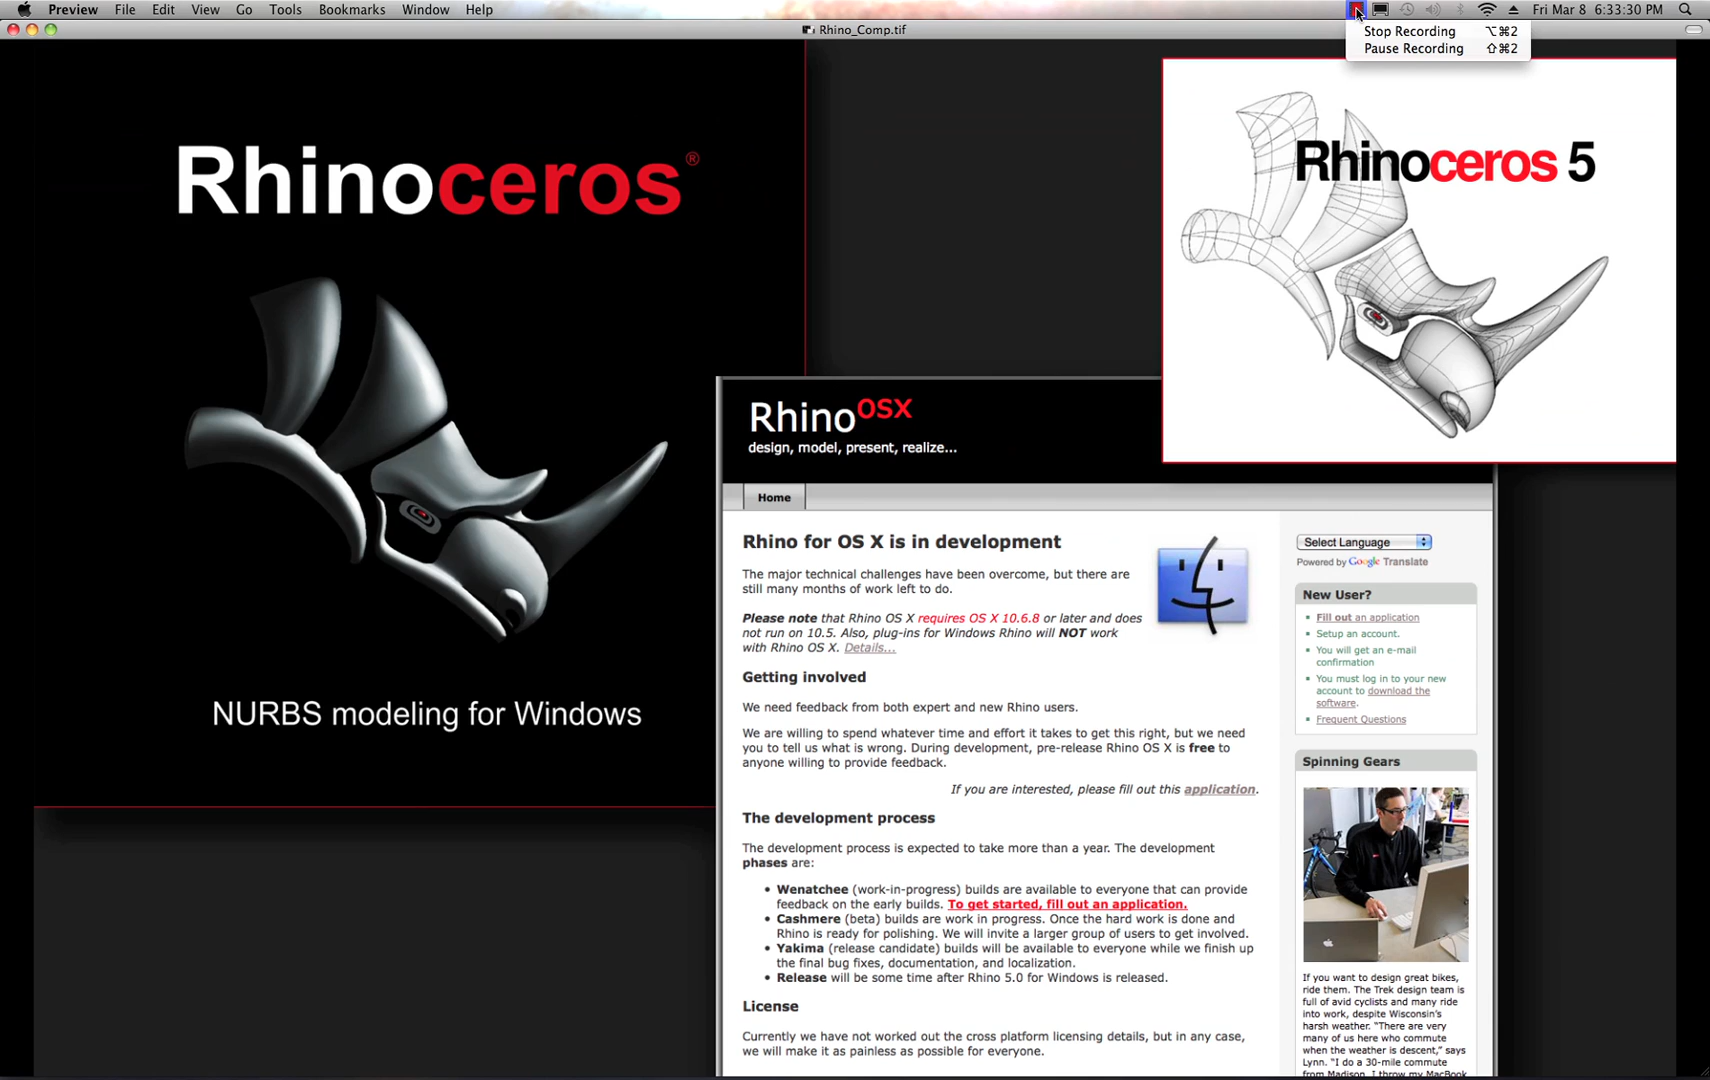 Preview File Edit View Go Tools Bookmarks Window Help Fri Mar 8 6:33:30 PM
Rhino_Comp.tif
Stop Recording ⌥⌘2
Pause Recording ⇧⌘2
Rhinoceros®
NURBS modeling for Windows
Rhinoceros 5
RhinoOSX
design, model, present, realize...
Home
Rhino for OS X is in development
The major technical challenges have been overcome, but there are
still many months of work left to do.
Please note that Rhino OS X requires OS X 10.6.8 or later and does
not run on 10.5. Also, plug-ins for Windows Rhino will NOT work
with Rhino OS X. Details...
Getting involved
We need feedback from both expert and new Rhino users.
We are willing to spend whatever time and effort it takes to get this right, but we need
you to tell us what is wrong. During development, pre-release Rhino OS X is free to
anyone willing to provide feedback.
If you are interested, please fill out this application.
The development process
The development process is expected to take more than a year. The development
phases are:
• Wenatchee (work-in-progress) builds are available to everyone that can provide
feedback on the early builds. To get started, fill out an application.
• Cashmere (beta) builds are work in progress. Once the hard work is done and
Rhino is ready for polishing. We will invite a larger group of users to get involved.
• Yakima (release candidate) builds will be available to everyone while we finish up
the final bug fixes, documentation, and localization.
• Release will be some time after Rhino 5.0 for Windows is released.
License
Currently we have not worked out the cross platform licensing details, but in any case,
we will make it as painless as possible for everyone.
Select Language
Powered by Google Translate
New User?
Fill out an application
Setup an account.
You will get an e-mail
confirmation
You must log in to your new
account to download the
software.
Frequent Questions
Spinning Gears
If you want to design great bikes,
ride them. The Trek design team is
full of avid cyclists and many ride
into work, despite Wisconsin's
harsh weather. "There are very
many of us here who commute
when the weather is descent," says
Lynn. "I do a 30-mile commute
from Madison. I throw my MacBook